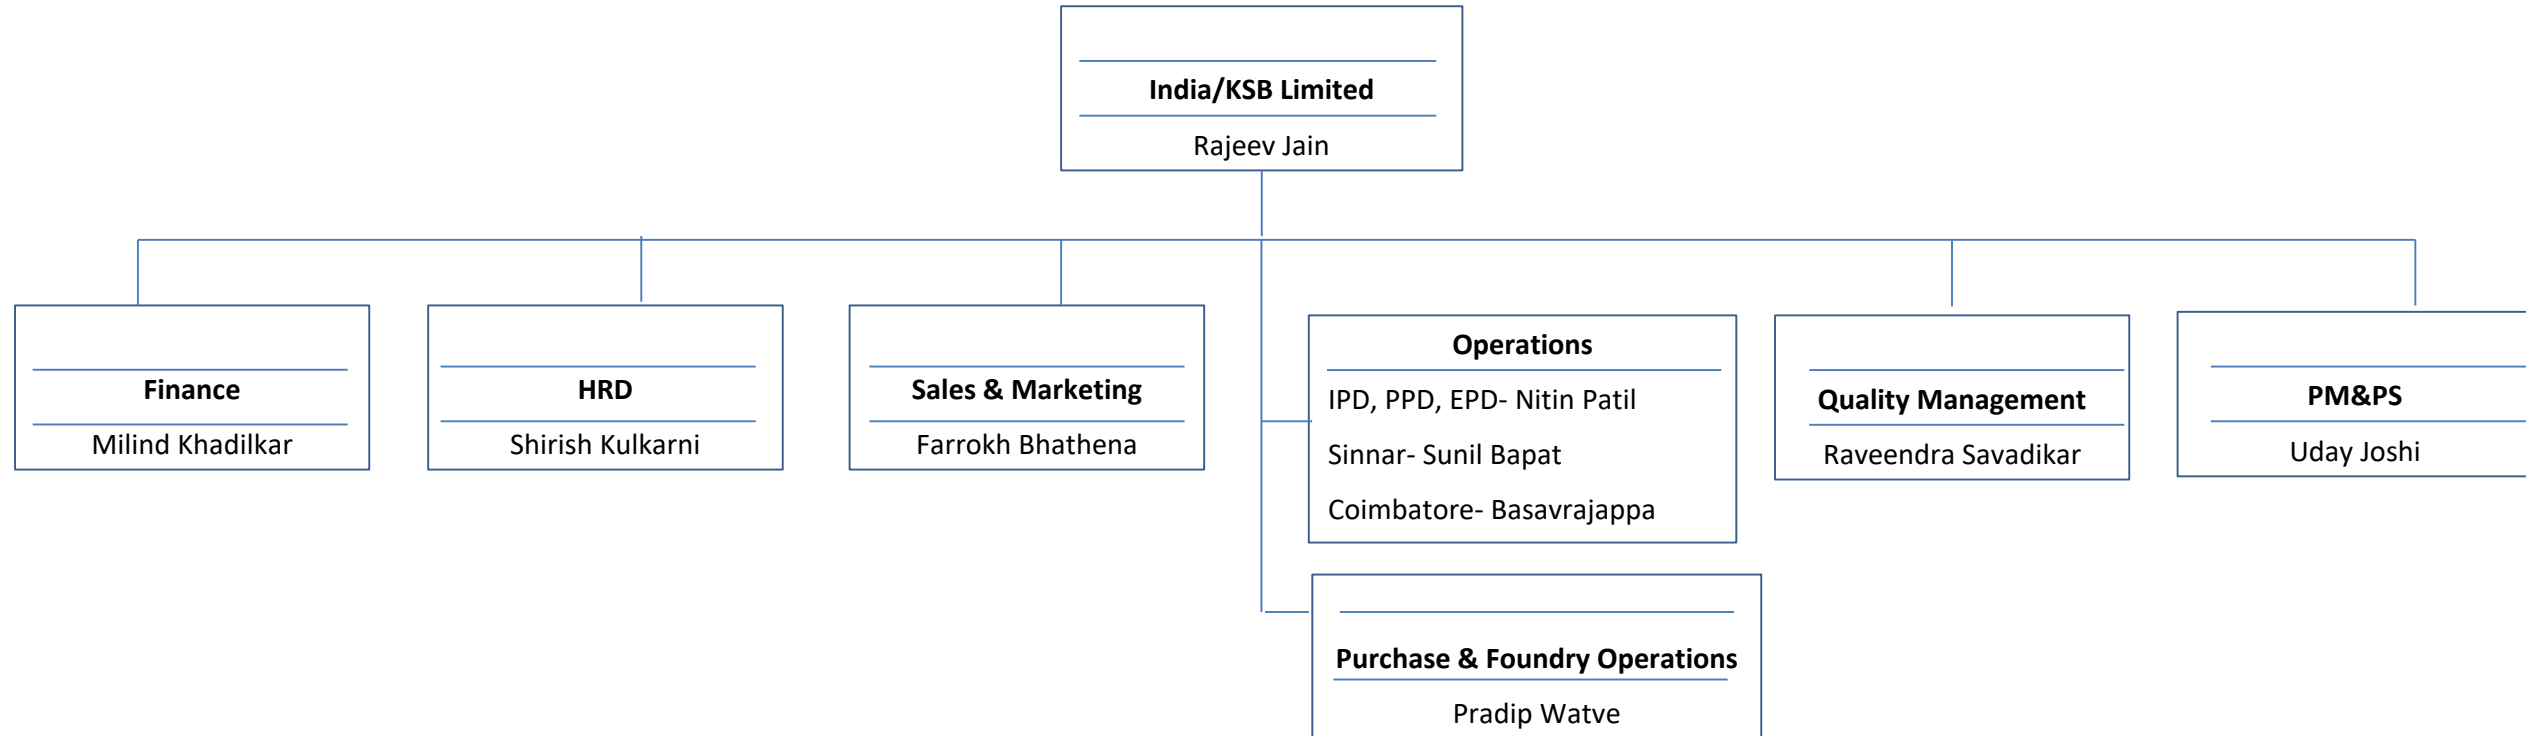 India/KSB Limited
Rajeev Jain
Finance
Milind Khadilkar
HRD
Shirish Kulkarni
Sales & Marketing
Farrokh Bhathena
Operations
IPD, PPD, EPD- Nitin Patil
Sinnar- Sunil Bapat
Coimbatore- Basavrajappa
Quality Management
Raveendra Savadikar
PM&PS
Uday Joshi
Purchase & Foundry Operations
Pradip Watve